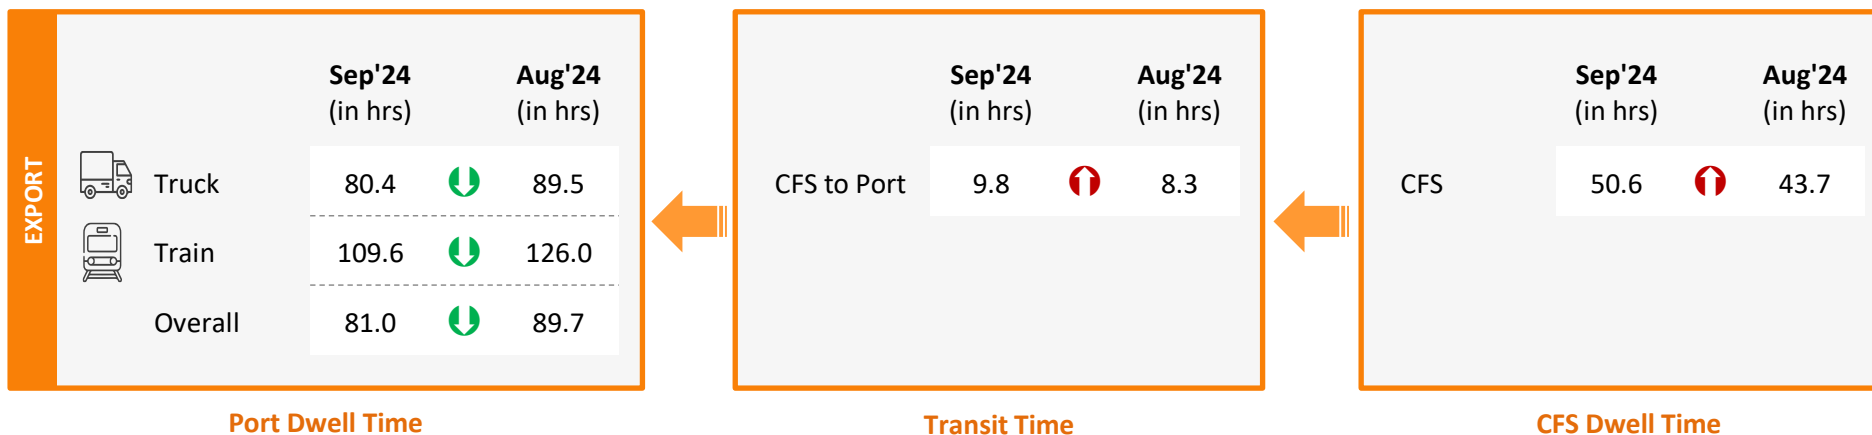 EXPORT
Sep'24 Aug'24
(in hrs) (in hrs)
Truck 80.4 89.5
Train 109.6 126.0
Overall 81.0 89.7
Port Dwell Time
Sep'24 Aug'24
(in hrs) (in hrs)
CFS to Port 9.8 8.3
Transit Time
Sep'24 Aug'24
(in hrs) (in hrs)
CFS 50.6 43.7
CFS Dwell Time